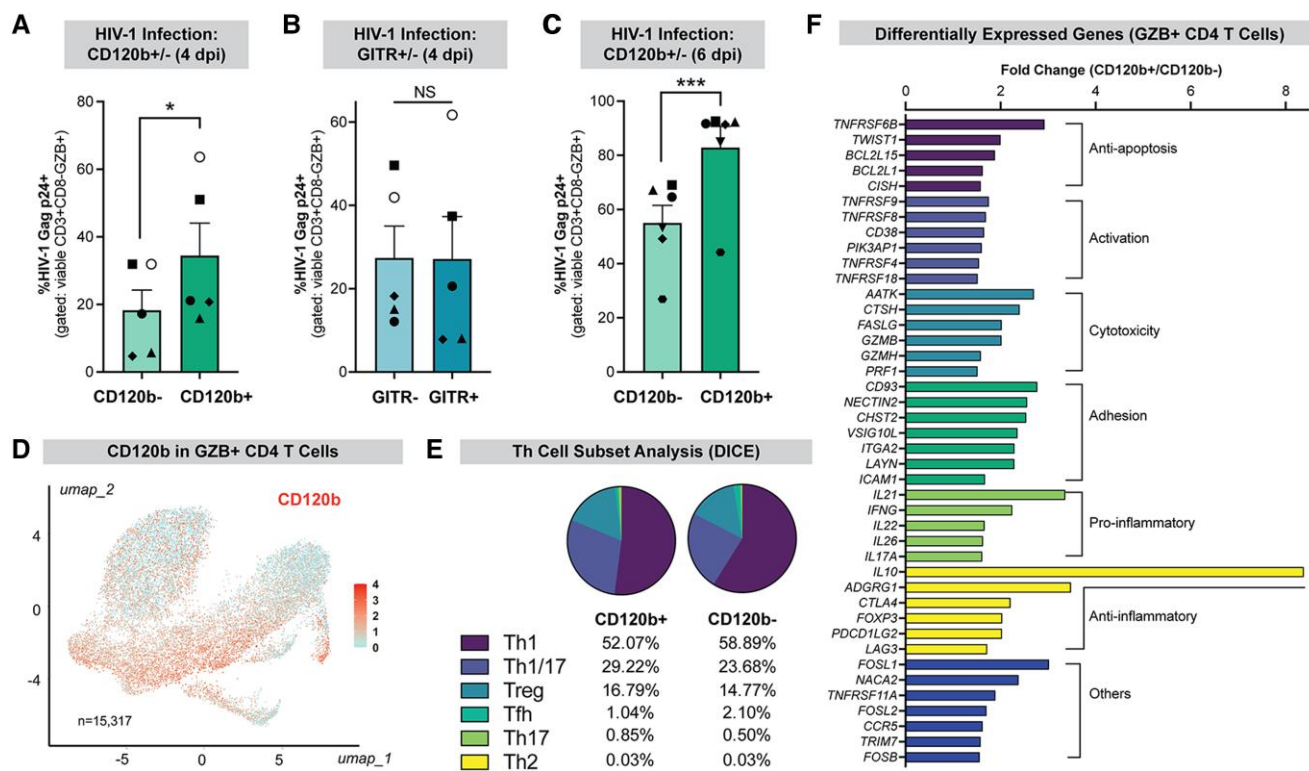 A
HIV-1 Infection:
CD120b+/- (4 dpi)
%HIV-1 Gag p24+
(gated: viable CD3+CD8-GZB+)
80
60
40
20
0
*
CD120b-
CD120b+
B
HIV-1 Infection:
GITR+/- (4 dpi)
%HIV-1 Gag p24+
(gated: viable CD3+CD8-GZB+)
60
40
20
0
NS
GITR-
GITR+
C
HIV-1 Infection:
CD120b+/- (6 dpi)
%HIV-1 Gag p24+
(gated: viable CD3+CD8-GZB+)
100
80
60
40
20
0
***
CD120b-
CD120b+
D
CD120b in GZB+ CD4 T Cells
umap_2
CD120b
4
0
-4
4
3
2
1
0
n=15,317
-5
0
5
umap_1
E
Th Cell Subset Analysis (DICE)
CD120b+ CD120b-
Th1 52.07% 58.89%
Th1/17 29.22% 23.68%
Treg 16.79% 14.77%
Tfh 1.04% 2.10%
Th17 0.85% 0.50%
Th2 0.03% 0.03%
F
Differentially Expressed Genes (GZB+ CD4 T Cells)
Fold Change (CD120b+/CD120b-)
0 2 4 6 8
TNFRSF6B
TWIST1
BCL2L15
BCL2L1
CISH
Anti-apoptosis
TNFRSF9
TNFRSF8
CD38
PIK3AP1
TNFRSF4
TNFRSF18
Activation
AATK
CTSH
FASLG
GZMB
GZMH
PRF1
Cytotoxicity
CD93
NECTIN2
CHST2
VSIG10L
ITGA2
LAYN
ICAM1
Adhesion
IL21
IFNG
IL22
IL26
IL17A
Pro-inflammatory
IL10
ADGRG1
CTLA4
FOXP3
PDCD1LG2
LAG3
Anti-inflammatory
FOSL1
NACA2
TNFRSF11A
FOSL2
CCR5
TRIM7
FOSB
Others